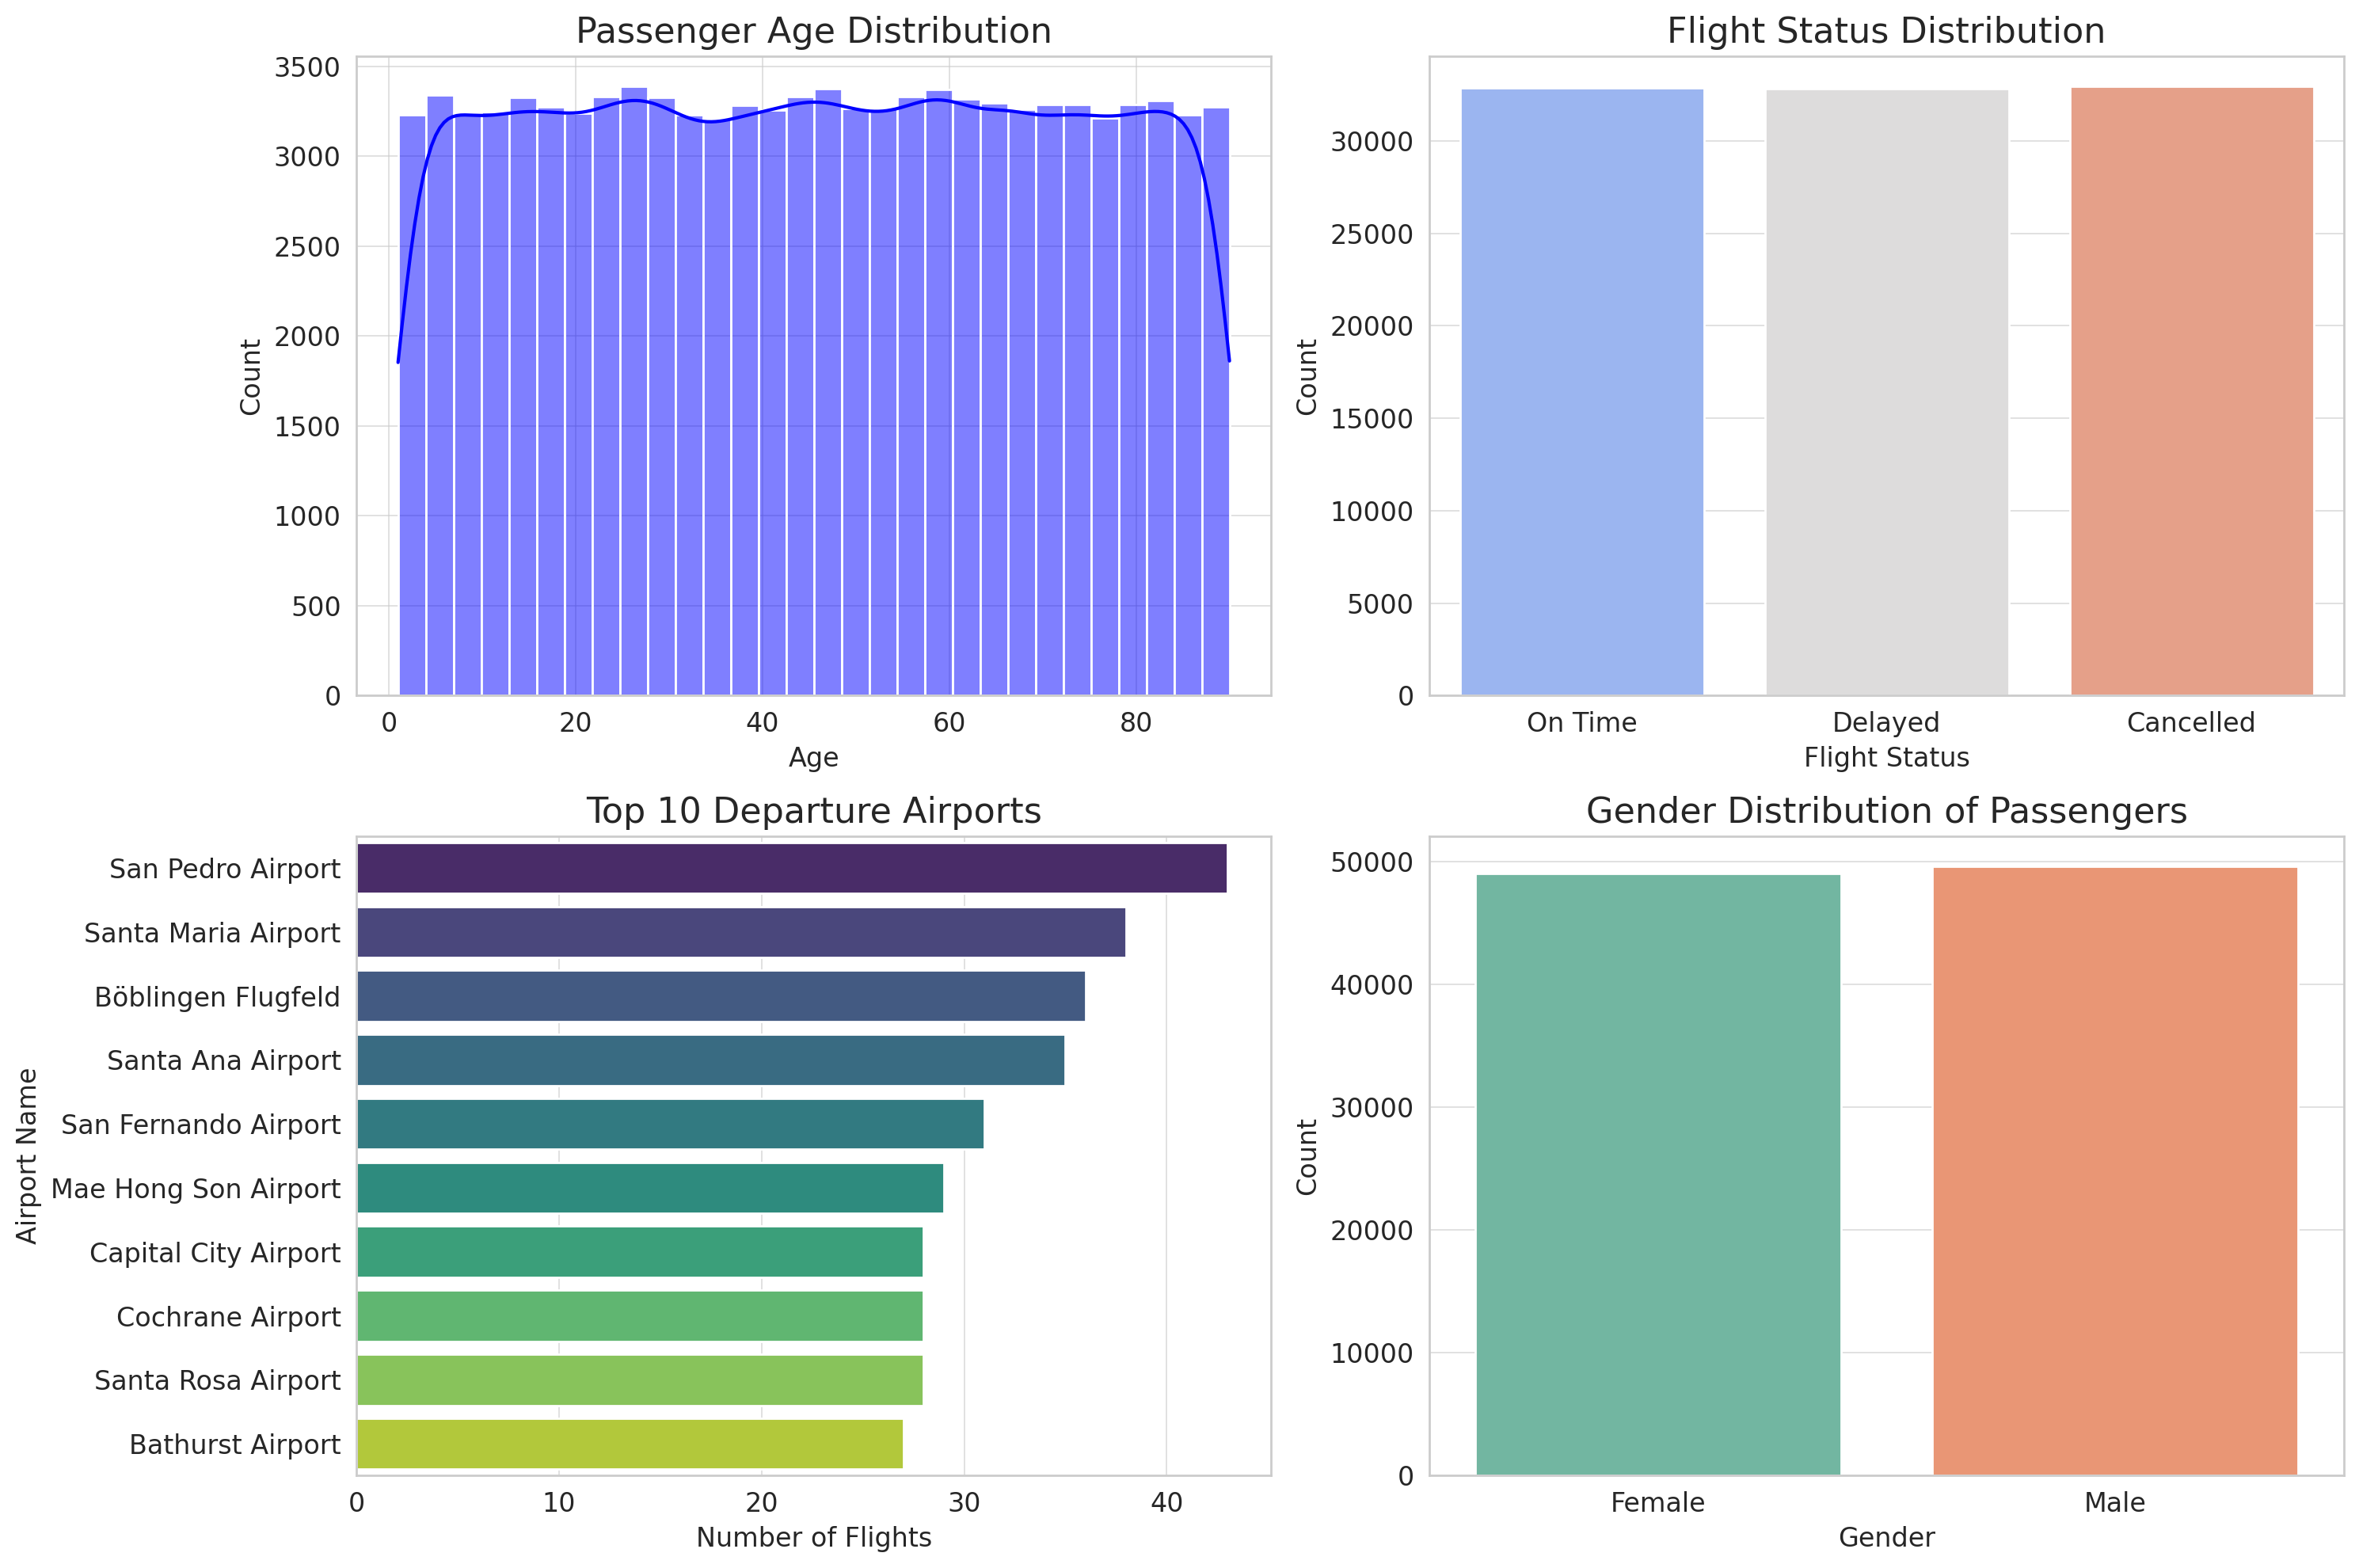 Passenger Age Distribution
3500
3000
2500
2000
1500
1000
500
0
Count
0 20 40 60 80
Age
Flight Status Distribution
30000
25000
20000
15000
10000
5000
0
Count
On Time Delayed Cancelled
Flight Status
Top 10 Departure Airports
Airport Name
San Pedro Airport
Santa Maria Airport
Böblingen Flugfeld
Santa Ana Airport
San Fernando Airport
Mae Hong Son Airport
Capital City Airport
Cochrane Airport
Santa Rosa Airport
Bathurst Airport
0 10 20 30 40
Number of Flights
Gender Distribution of Passengers
50000
40000
30000
20000
10000
0
Count
Female Male
Gender